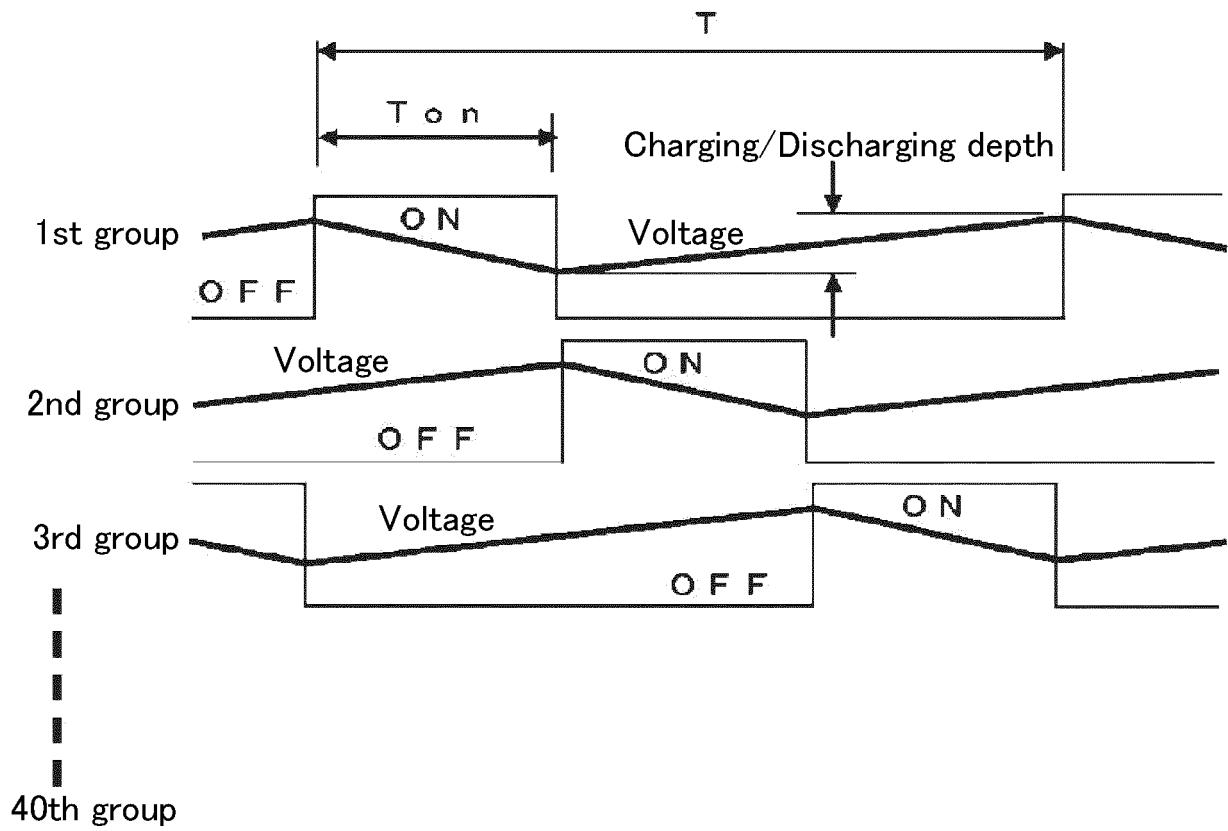 T
Ton
Charging/Discharging depth
1st group
ON
Voltage
OFF
Voltage
ON
2nd group
OFF
Voltage
ON
3rd group
OFF
40th group